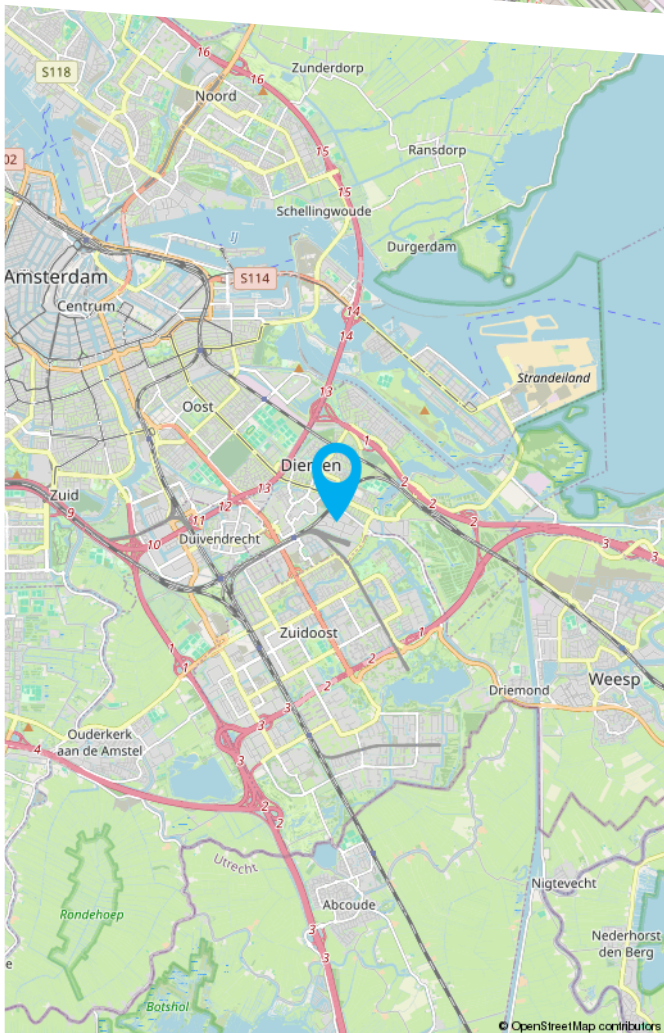 16
16
Zunderdorp
S118
Noord
15
Ransdorp
02
15
Schellingwoude
IJ
Durgerdam
Amsterdam
S114
Centrum
14
14
Strandeiland
13
Oost
1
Diemen
2
13
Zuid
12
2
9
11
2
10
Duivendrecht
3
3
Zuidoost
1
1
2
1
2
Weesp
Driemond
3
3
Ouderkerk
aan de Amstel
4
3
2
2
Utrecht
Nigtevecht
Abcoude
Rondehoep
3
3
Nederhorst
den Berg
e
Botshol
© OpenStreetMap contributors